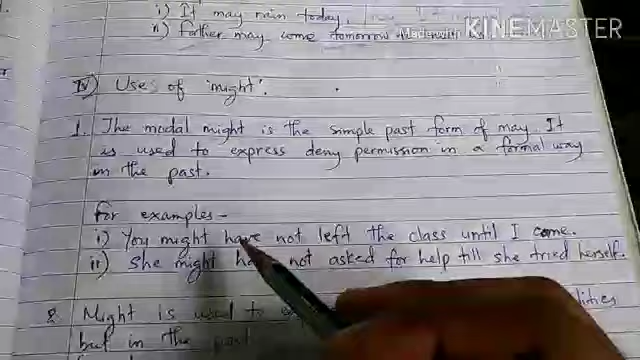 i) It may rain today.
ii) Father may come tomorrow
Made with KINEMASTER
IV) Uses of 'might'.
1. The modal might is the simple past form of may. It
is used to express deny permission in a formal way
in the past.
For examples-
i) You might have not left the class until I come.
ii) She might have not asked for help till she tried herself.
2. Might is used to
but in the past